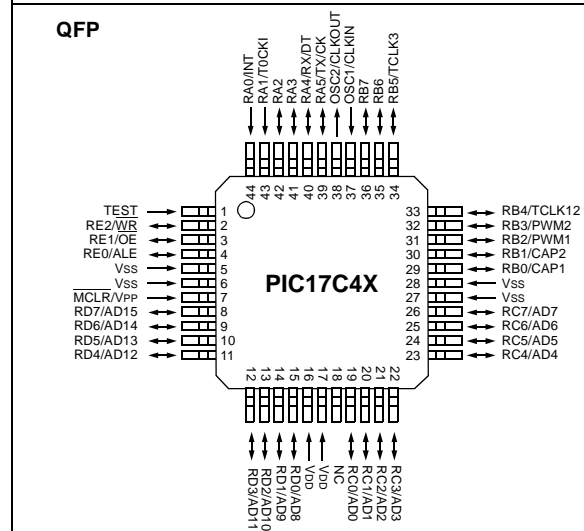 QFP
RA0/INT
RA1/T0CKI
RA2
RA3
RA4/RX/DT
RA5/TX/CK
OSC2/CLKOUT
OSC1/CLKIN
RB7
RB6
RB5/TCLK3
44
43
42
41
40
39
38
37
36
35
34
TEST 1
RE2/WR 2
RE1/OE 3
RE0/ALE 4
VSS 5
VSS 6
MCLR/VPP 7
RD7/AD15 8
RD6/AD14 9
RD5/AD13 10
RD4/AD12 11
PIC17C4X
33 RB4/TCLK12
32 RB3/PWM2
31 RB2/PWM1
30 RB1/CAP2
29 RB0/CAP1
28 VSS
27 VSS
26 RC7/AD7
25 RC6/AD6
24 RC5/AD5
23 RC4/AD4
12
13
14
15
16
17
18
19
20
21
22
RD3/AD11
RD2/AD10
RD1/AD9
RD0/AD8
VDD
VDD
NC
RC0/AD0
RC1/AD1
RC2/AD2
RC3/AD3